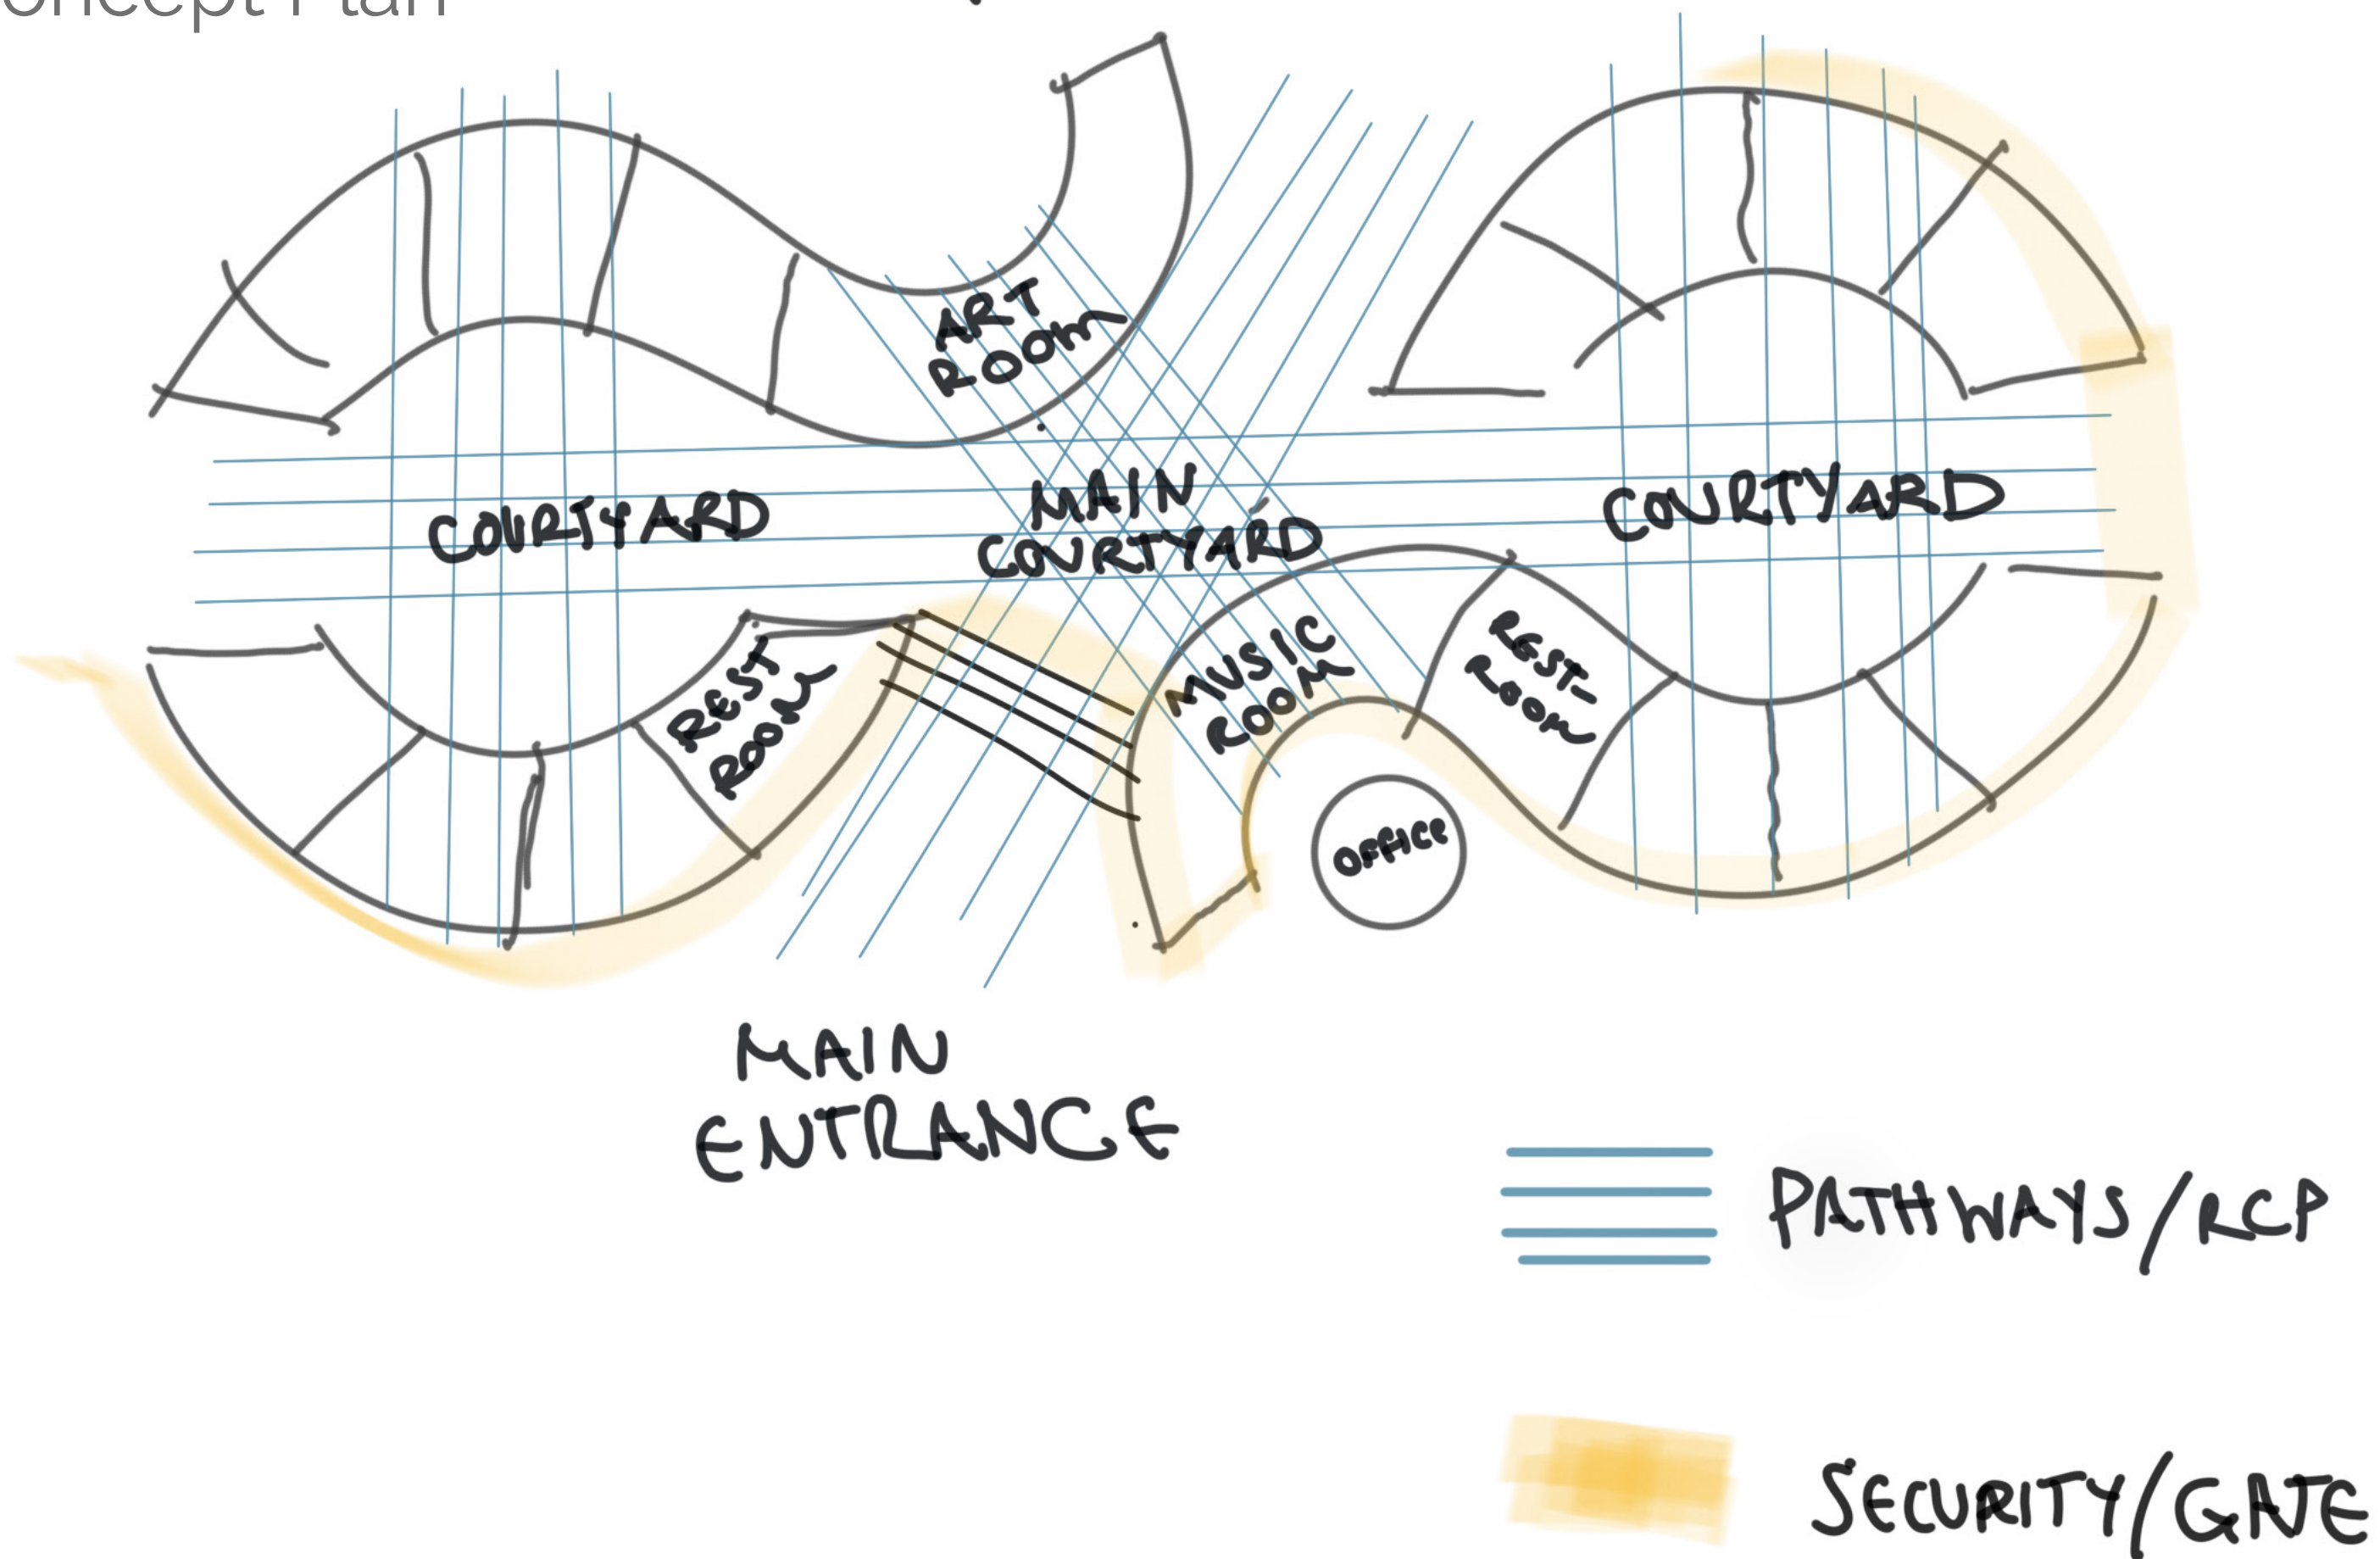 oncept Plan
ART
ROOM
COURTYARD
MAIN
COURTYARD
COURTYARD
REST
ROOM
MUSIC
ROOM
REST-
ROOM
OFFICE
MAIN
ENTRANCE
PATHWAYS/RCP
SECURITY/GATE